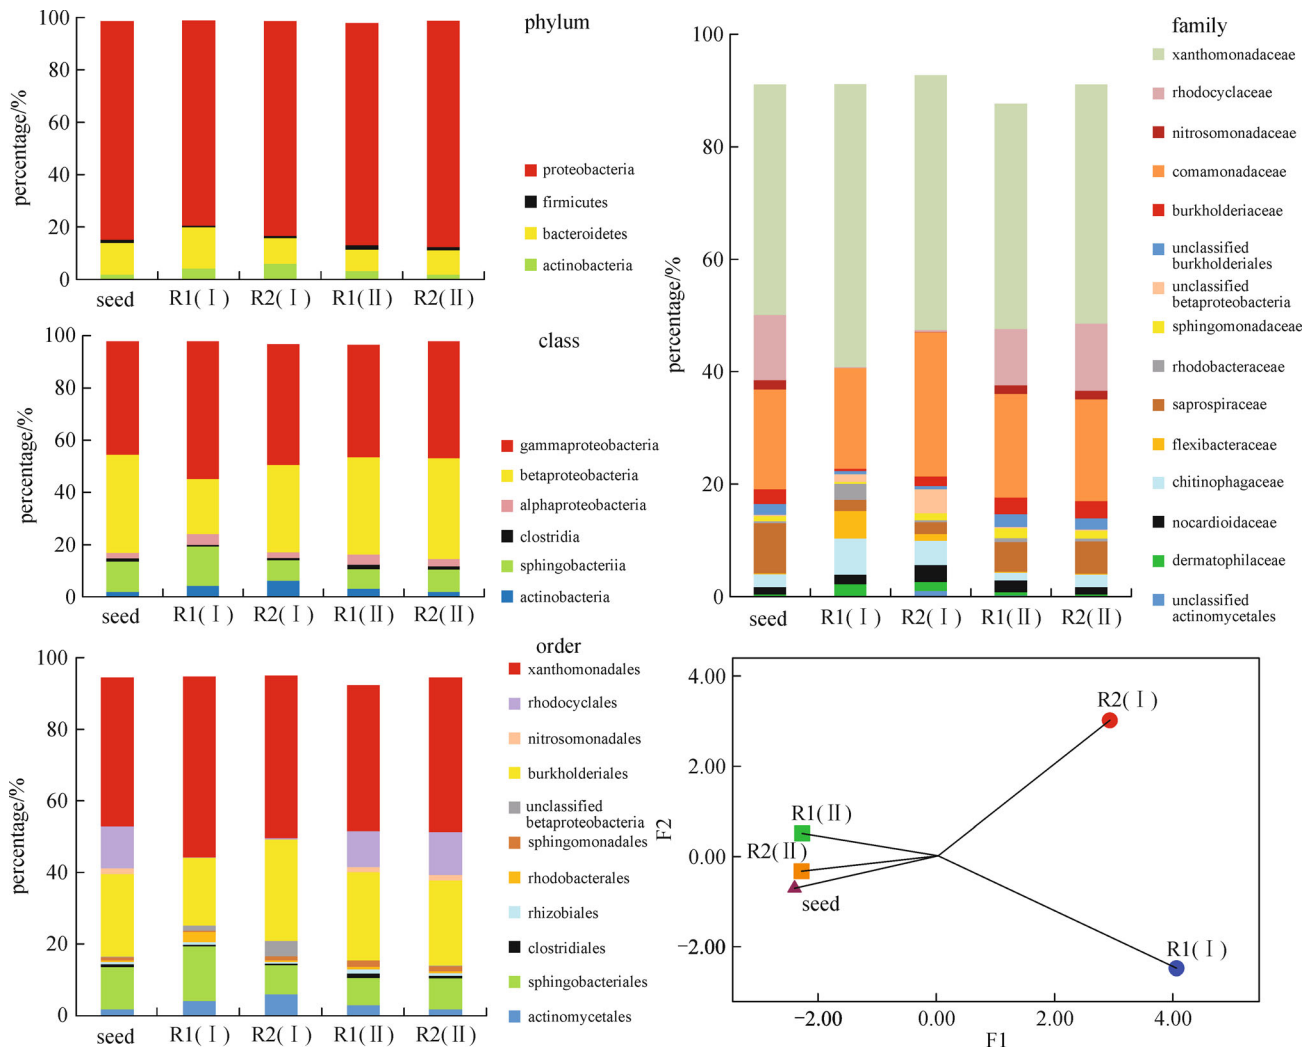 phylum
percentage/%
100
80
60
40
20
0
proteobacteria
firmicutes
bacteroidetes
actinobacteria
seed
R1(Ⅰ)
R2(Ⅰ)
R1(Ⅱ)
R2(Ⅱ)
class
percentage/%
100
80
60
40
20
0
gammaproteobacteria
betaproteobacteria
alphaproteobacteria
clostridia
sphingobacteriia
actinobacteria
seed
R1(Ⅰ)
R2(Ⅰ)
R1(Ⅱ)
R2(Ⅱ)
order
percentage/%
100
80
60
40
20
0
xanthomonadales
rhodocyclales
nitrosomonadales
burkholderiales
unclassified
betaproteobacteria
sphingomonadales
rhodobacterales
rhizobiales
clostridiales
sphingobacteriales
actinomycetales
seed
R1(Ⅰ)
R2(Ⅰ)
R1(Ⅱ)
R2(Ⅱ)
family
percentage/%
100
80
60
40
20
0
xanthomonadaceae
rhodocyclaceae
nitrosomonadaceae
comamonadaceae
burkholderiaceae
unclassified
burkholderiales
unclassified
betaproteobacteria
sphingomonadaceae
rhodobacteraceae
saprospiraceae
flexibacteraceae
chitinophagaceae
nocardioidaceae
dermatophilaceae
unclassified
actinomycetales
seed
R1(Ⅰ)
R2(Ⅰ)
R1(Ⅱ)
R2(Ⅱ)
F2
4.00
2.00
0.00
−2.00
R2(Ⅰ)
R1(Ⅱ)
R2(Ⅱ)
seed
R1(Ⅰ)
−2.00
0.00
2.00
4.00
F1